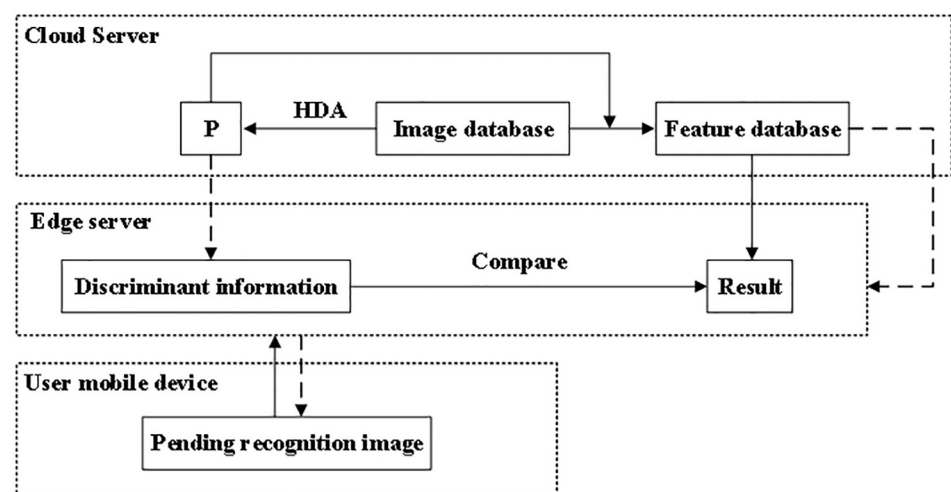 Cloud Server
HDA
P
Image database
Feature database
Edge server
Compare
Discriminant information
Result
User mobile device
Pending recognition image